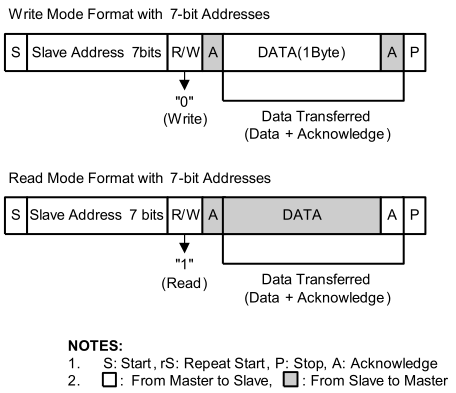 Write Mode Format with 7-bit Addresses
S Slave Address 7bits R/W A DATA(1Byte) A P
"0"
(Write)
Data Transferred
(Data + Acknowledge)
Read Mode Format with 7-bit Addresses
S Slave Address 7 bits R/W A DATA A P
"1"
(Read)
Data Transferred
(Data + Acknowledge)
NOTES:
1. S: Start, rS: Repeat Start, P: Stop, A: Acknowledge
2. : From Master to Slave, : From Slave to Master